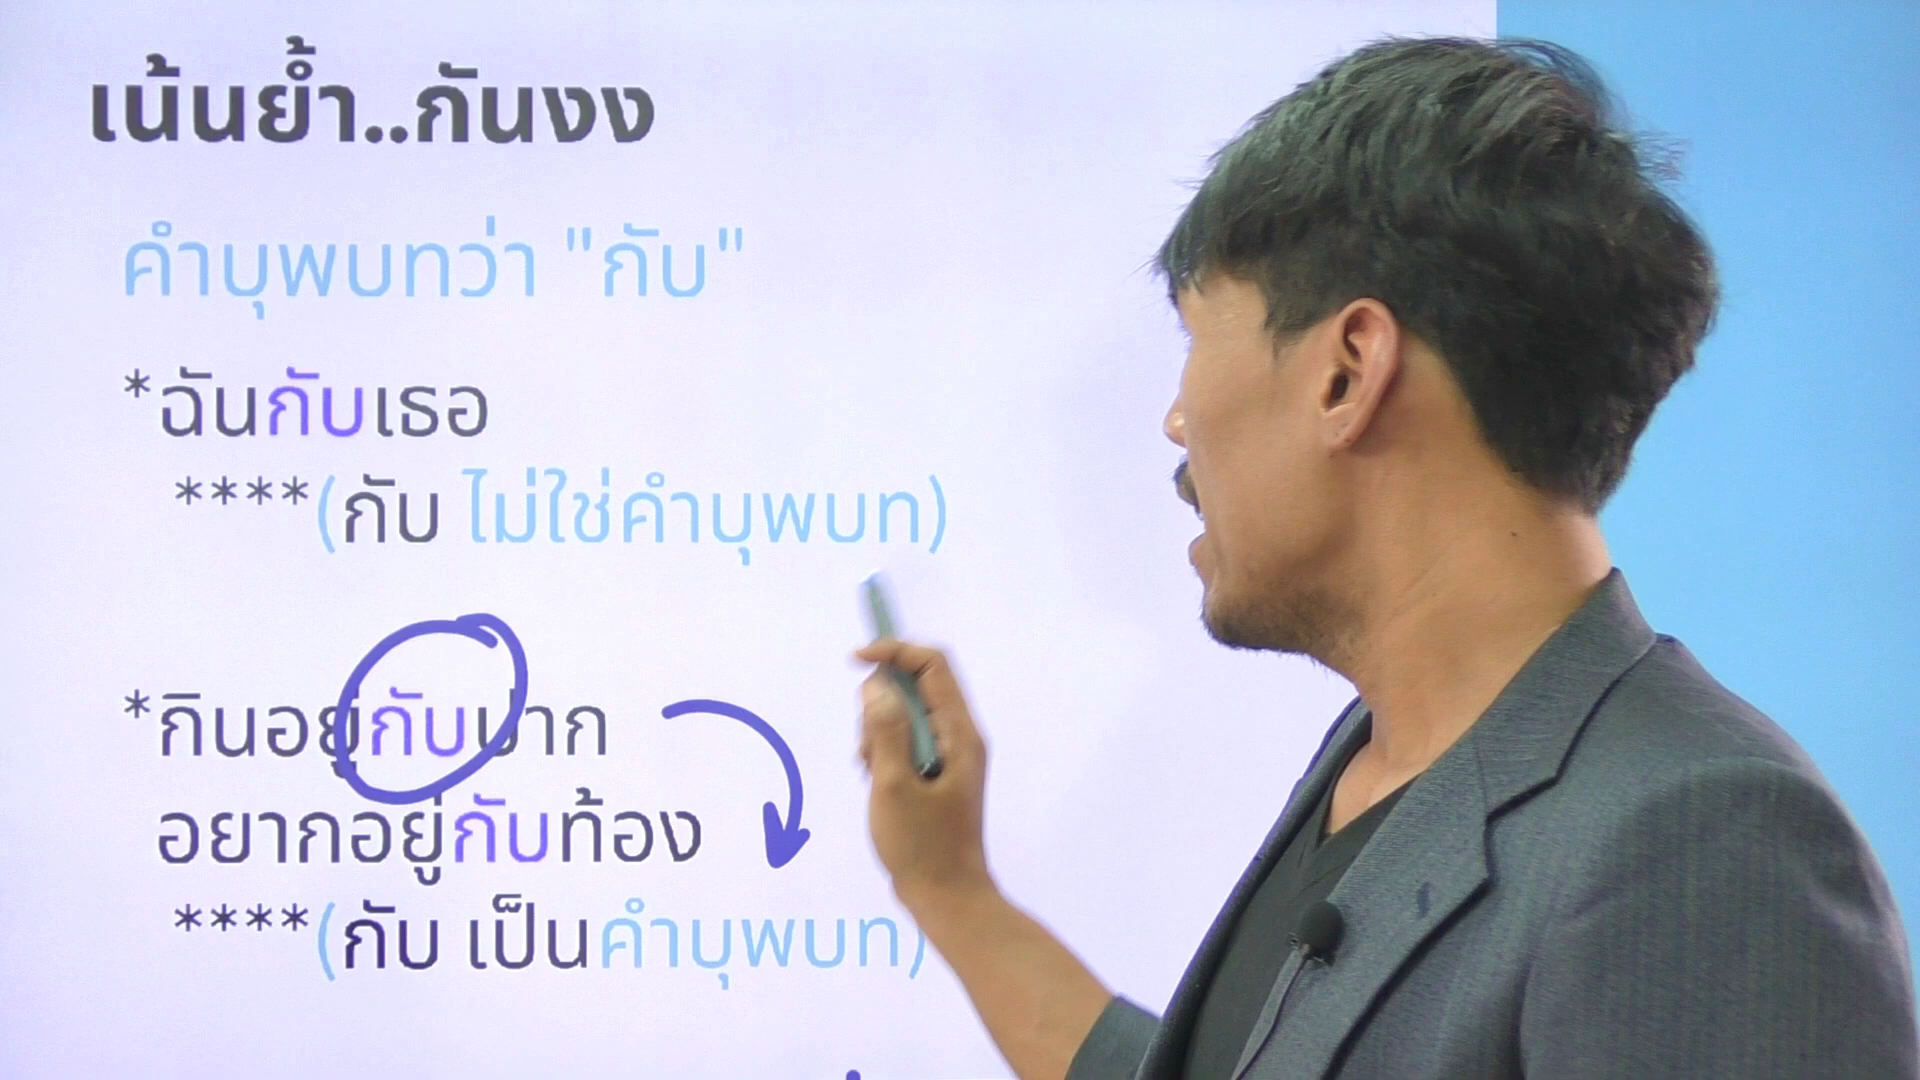 เน้นย้ำ..กันงง
คำบุพบทว่า "กับ"
*ฉันกับเธอ
****(กับ ไม่ใช่คำบุพบท)
*กินอยู่กับปาก
อยากอยู่กับท้อง
****(กับ เป็นคำบุพบท)